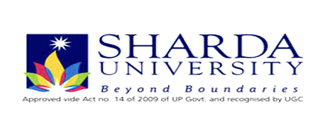 SHARDA
UNIVERSITY
Beyond Boundaries
Approved vide Act no. 14 of 2009 of UP Govt. and recognised by UGC